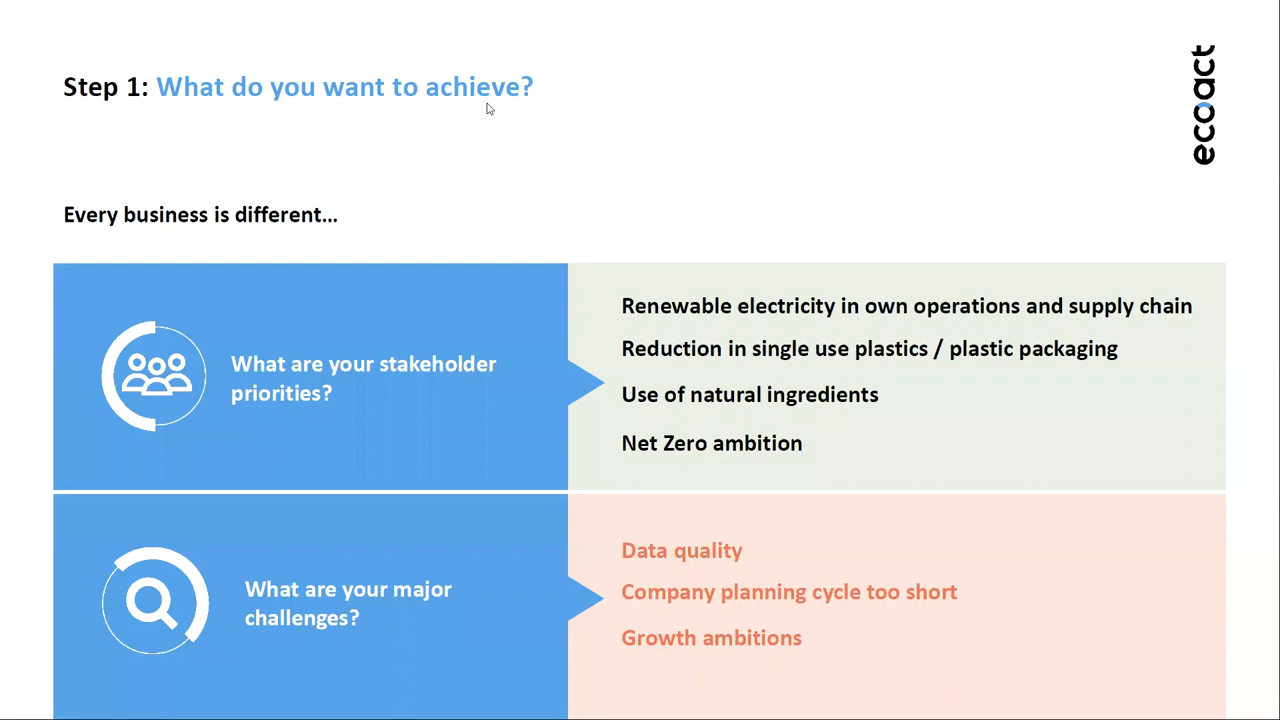 Step 1: What do you want to achieve?
ecoact
Every business is different...
What are your stakeholder
priorities?
Renewable electricity in own operations and supply chain
Reduction in single use plastics / plastic packaging
Use of natural ingredients
Net Zero ambition
What are your major
challenges?
Data quality
Company planning cycle too short
Growth ambitions